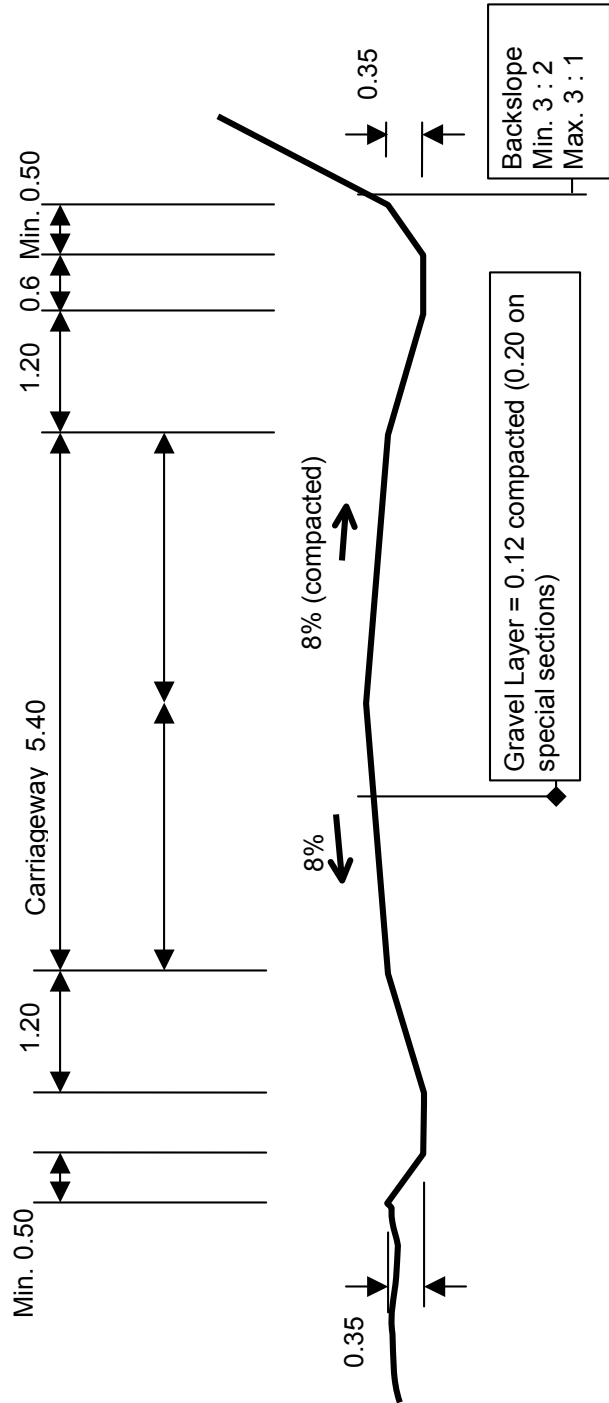 Min. 0.50
1.20
Carriageway 5.40
1.20
0.6
Min. 0.50
8%
8% (compacted)
0.35
0.35
Gravel Layer = 0.12 compacted (0.20 on
special sections)
Backslope
Min. 3 : 2
Max. 3 : 1